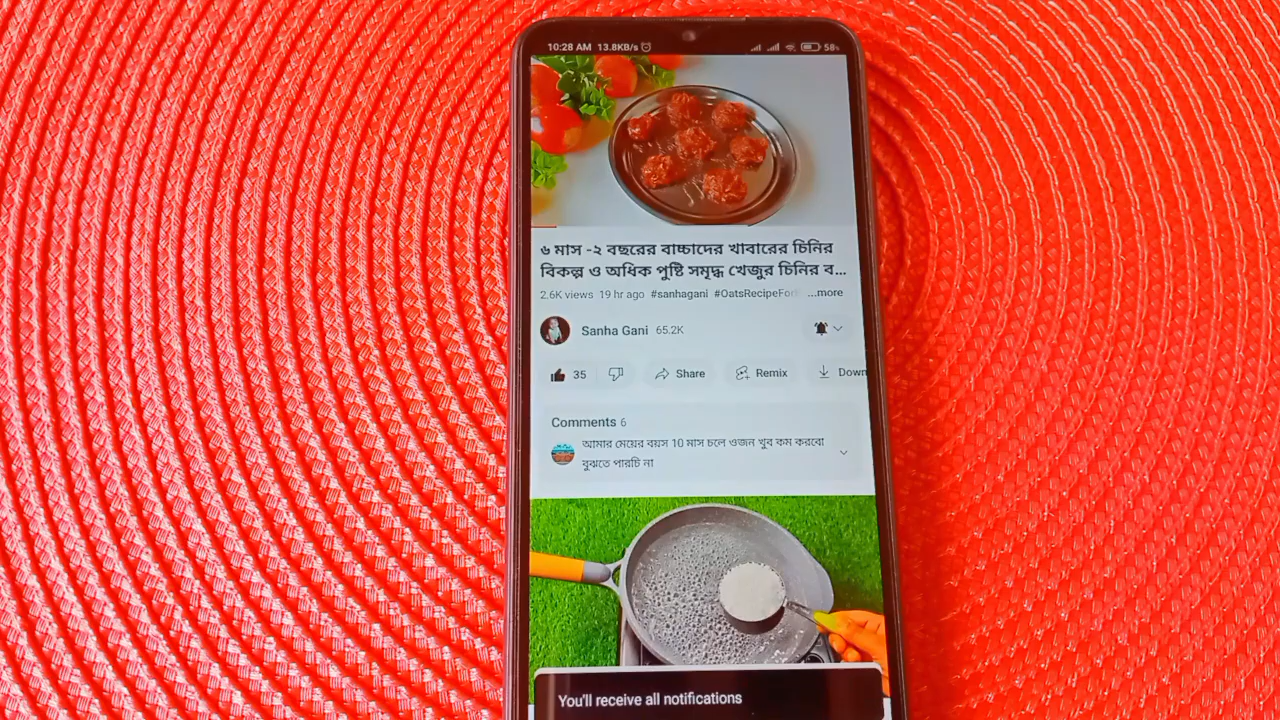 10:28 AM 13.8KB/s 58%
৬ মাস -২ বছরের বাচ্চাদের খাবারের চিনির
বিকল্প ও অধিক পুষ্টি সমৃদ্ধ খেজুর চিনির ব...
2.6K views 19 hr ago #sanhagani #OatsRecipeFor ...more
Sanha Gani 65.2K
35 Share Remix Down
Comments 6
আমার মেয়ের বয়স 10 মাস চলে ওজন খুব কম করবো
বুঝতে পারচি না
You'll receive all notifications